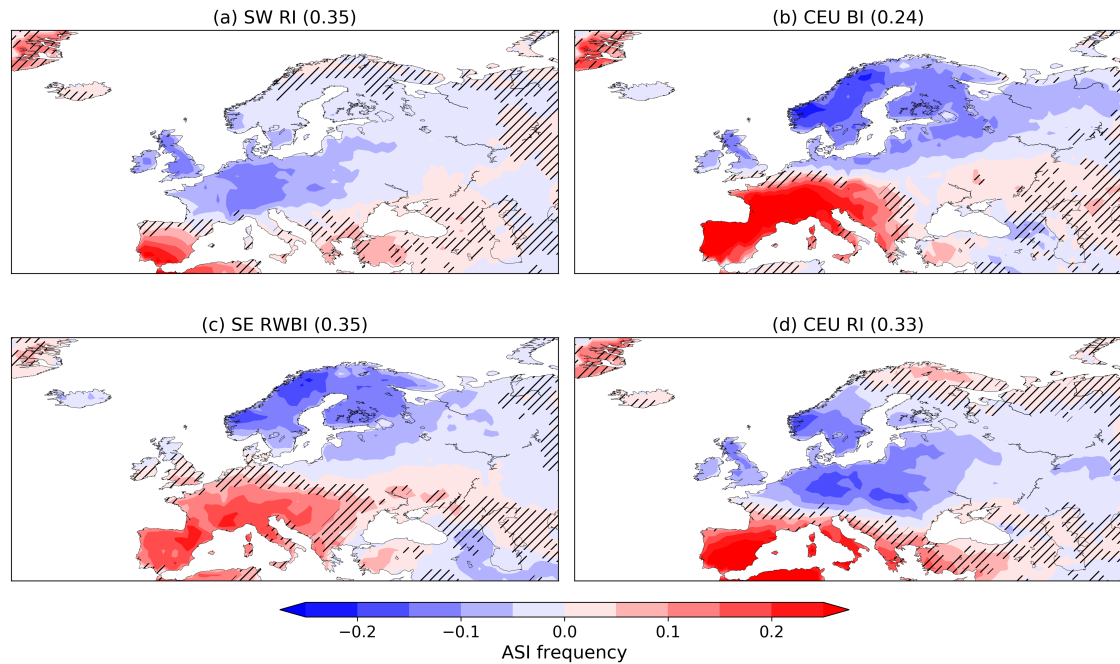 (a) SW RI (0.35)
(b) CEU BI (0.24)
(c) SE RWBI (0.35)
(d) CEU RI (0.33)
−0.2 −0.1 0.0 0.1 0.2
ASI frequency